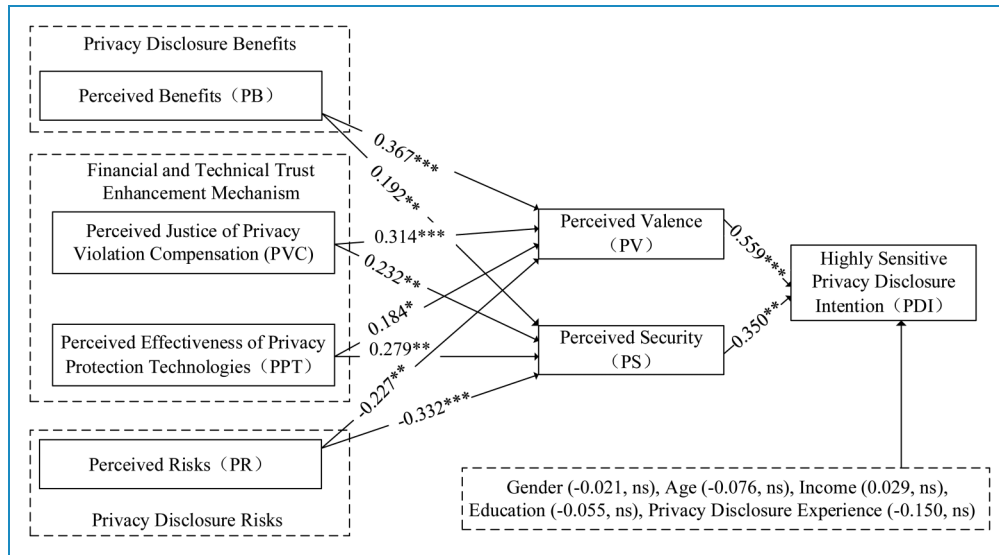 Privacy Disclosure Benefits
Perceived Benefits（PB）
Financial and Technical Trust
Enhancement Mechanism
Perceived Justice of Privacy
Violation Compensation (PVC)
Perceived Effectiveness of Privacy
Protection Technologies（PPT）
Perceived Risks（PR）
Privacy Disclosure Risks
0.367***
0.192**
0.314***
0.232**
0.184*
0.279**
-0.227**
-0.332***
Perceived Valence
（PV）
Perceived Security
（PS）
0.559***
0.350**
Highly Sensitive
Privacy Disclosure
Intention（PDI）
Gender (-0.021, ns), Age (-0.076, ns), Income (0.029, ns),
Education (-0.055, ns), Privacy Disclosure Experience (-0.150, ns)